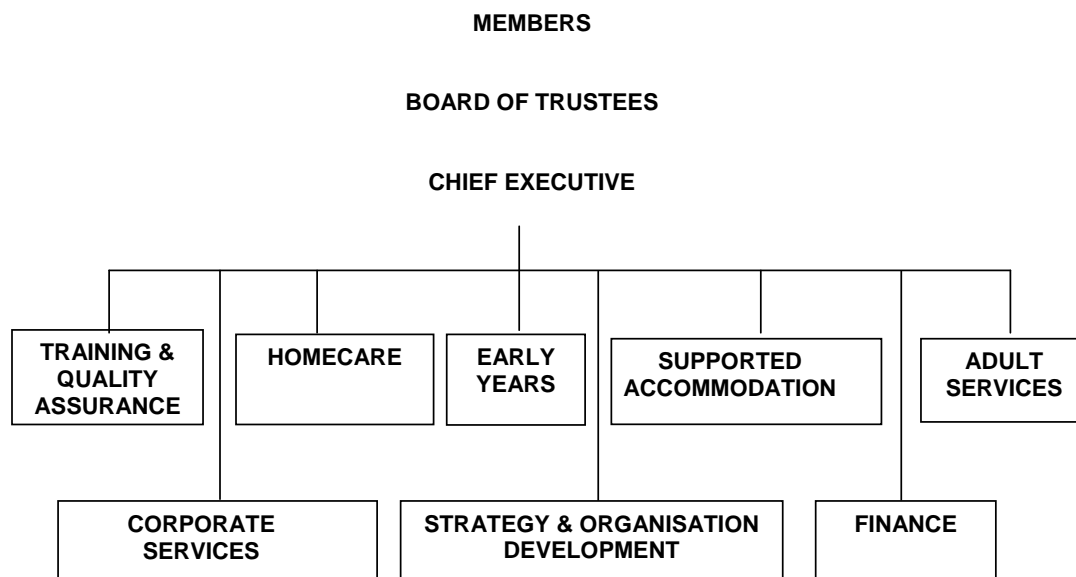 MEMBERS
BOARD OF TRUSTEES
CHIEF EXECUTIVE
TRAINING &
QUALITY
ASSURANCE
HOMECARE
EARLY
YEARS
SUPPORTED
ACCOMMODATION
ADULT
SERVICES
CORPORATE
SERVICES
STRATEGY & ORGANISATION
DEVELOPMENT
FINANCE